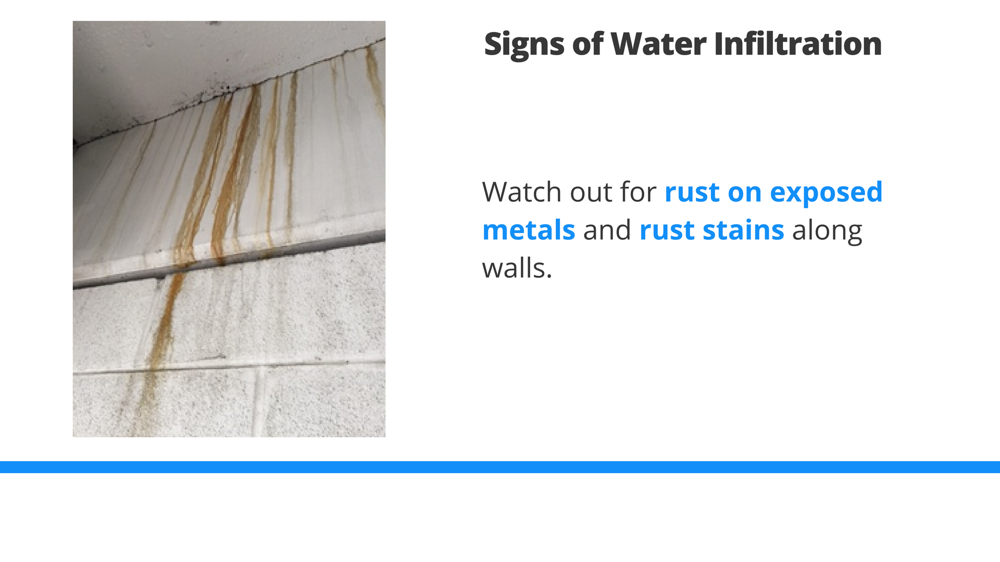 Signs of Water Infiltration
Watch out for rust on exposed
metals and rust stains along
walls.